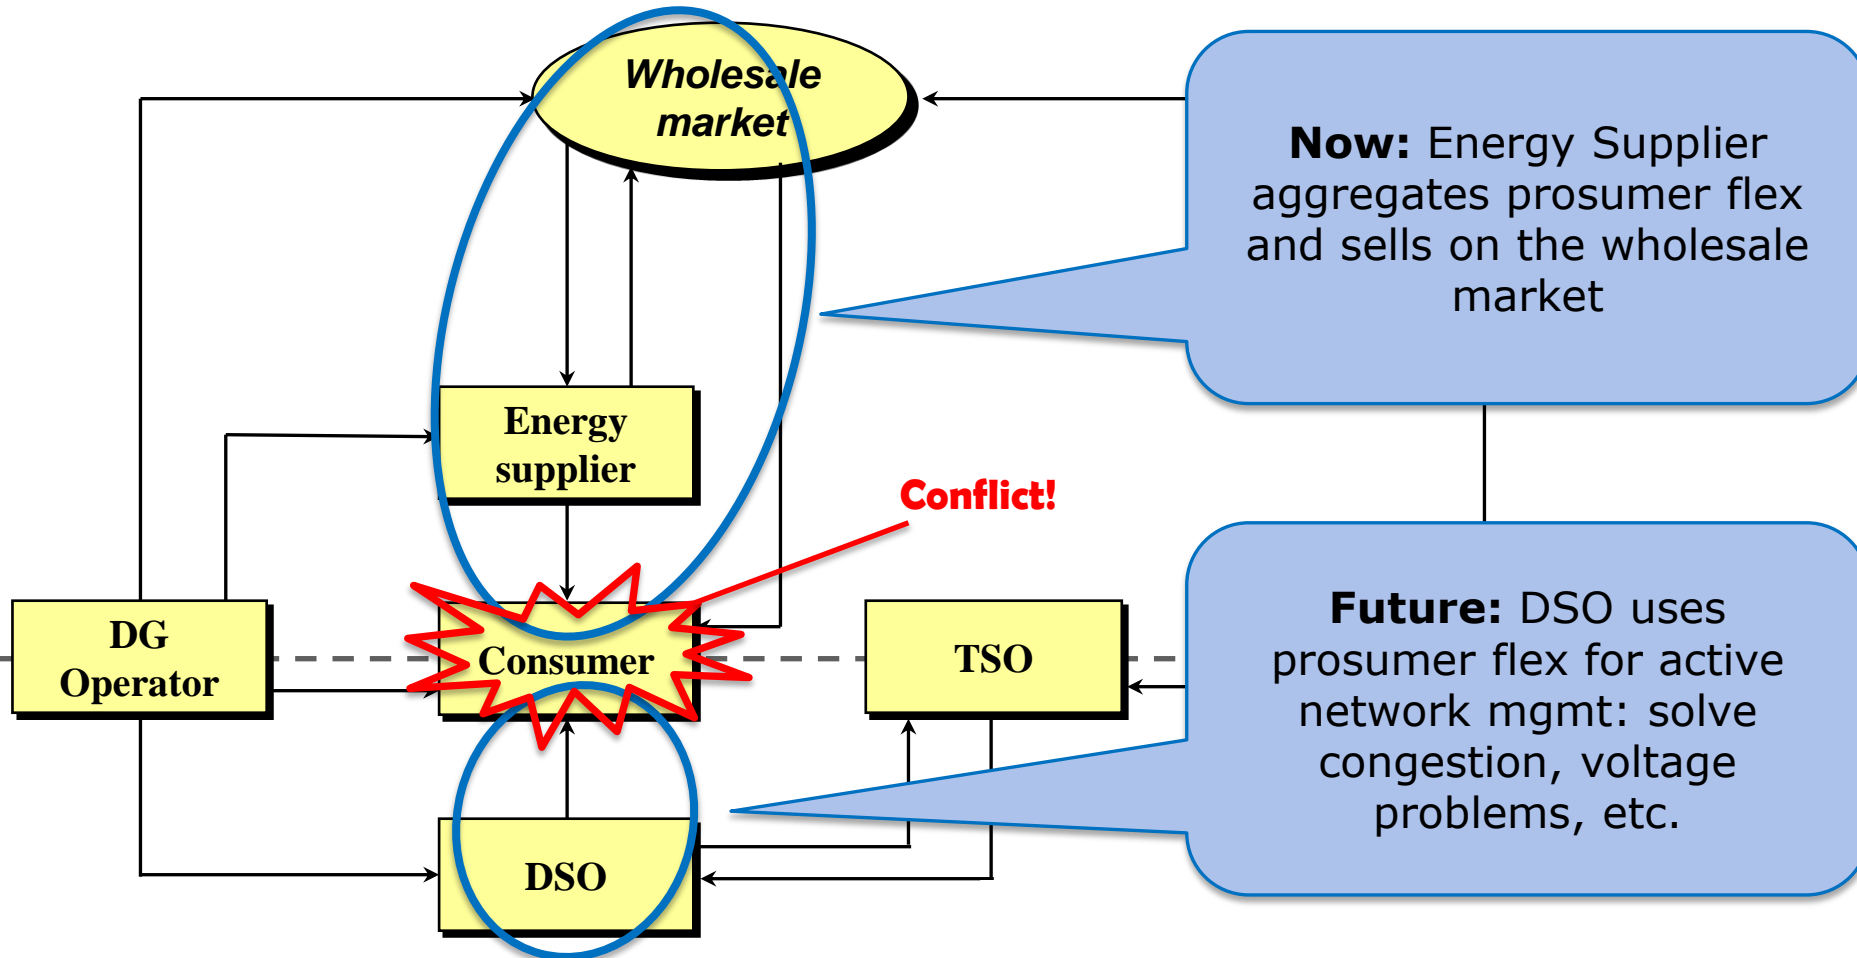 Wholesale
market
Now: Energy Supplier
aggregates prosumer flex
and sells on the wholesale
market
Energy
supplier
Conflict!
DG
Operator
Consumer
TSO
Future: DSO uses
prosumer flex for active
network mgmt: solve
congestion, voltage
problems, etc.
DSO